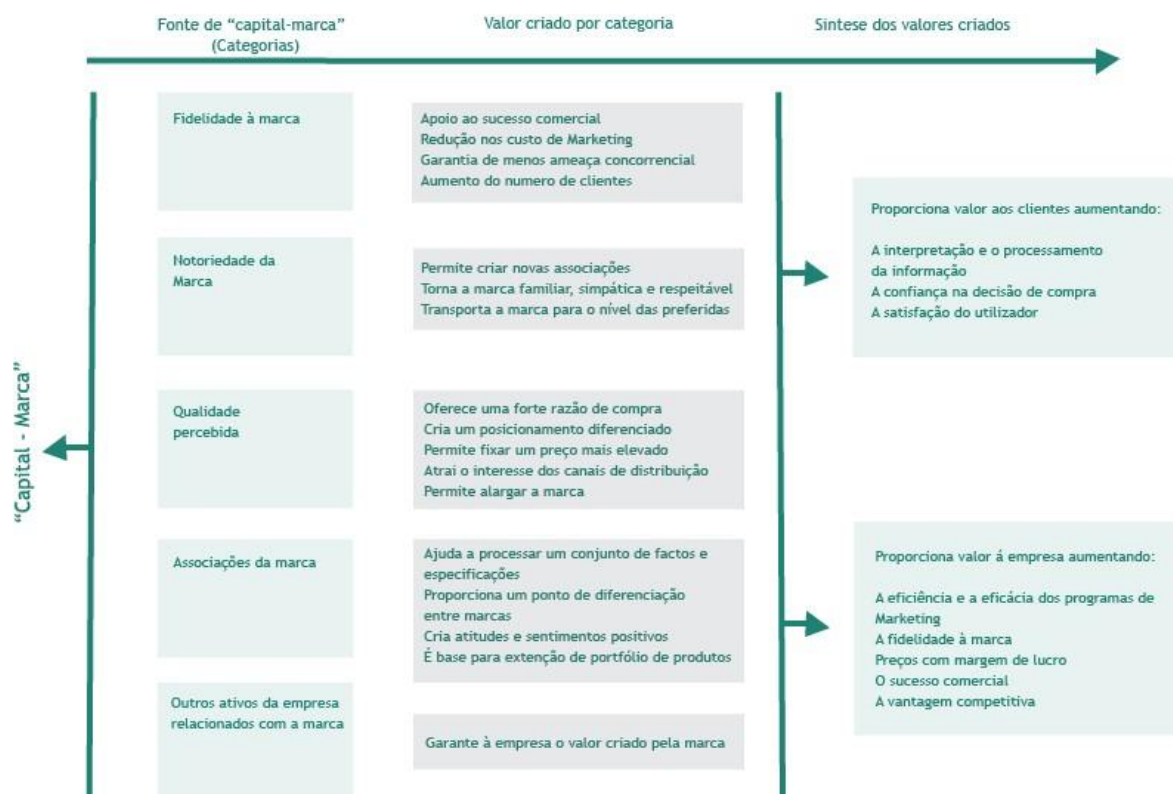 Fonte de “capital-marca”
(Categorias)
Valor criado por categoria
Sintese dos valores criados
“Capital - Marca”
Fidelidade à marca
Apoio ao sucesso comercial
Redução nos custo de Marketing
Garantia de menos ameaça concorrencial
Aumento do numero de clientes
Notoriedade da
Marca
Permite criar novas associações
Torna a marca familiar, simpática e respeitável
Transporta a marca para o nível das preferidas
Qualidade
percebida
Oferece uma forte razão de compra
Cria um posicionamento diferenciado
Permite fixar um preço mais elevado
Atrai o interesse dos canais de distribuição
Permite alargar a marca
Associações da marca
Ajuda a processar um conjunto de factos e
especificações
Proporciona um ponto de diferenciação
entre marcas
Cria atitudes e sentimentos positivos
É base para extenção de portfólio de produtos
Outros ativos da empresa
relacionados com a marca
Garante à empresa o valor criado pela marca
Proporciona valor aos clientes aumentando:
A interpretação e o processamento
da informação
A confiança na decisão de compra
A satisfação do utilizador
Proporciona valor á empresa aumentando:
A eficiência e a eficácia dos programas de
Marketing
A fidelidade à marca
Preços com margem de lucro
O sucesso comercial
A vantagem competitiva